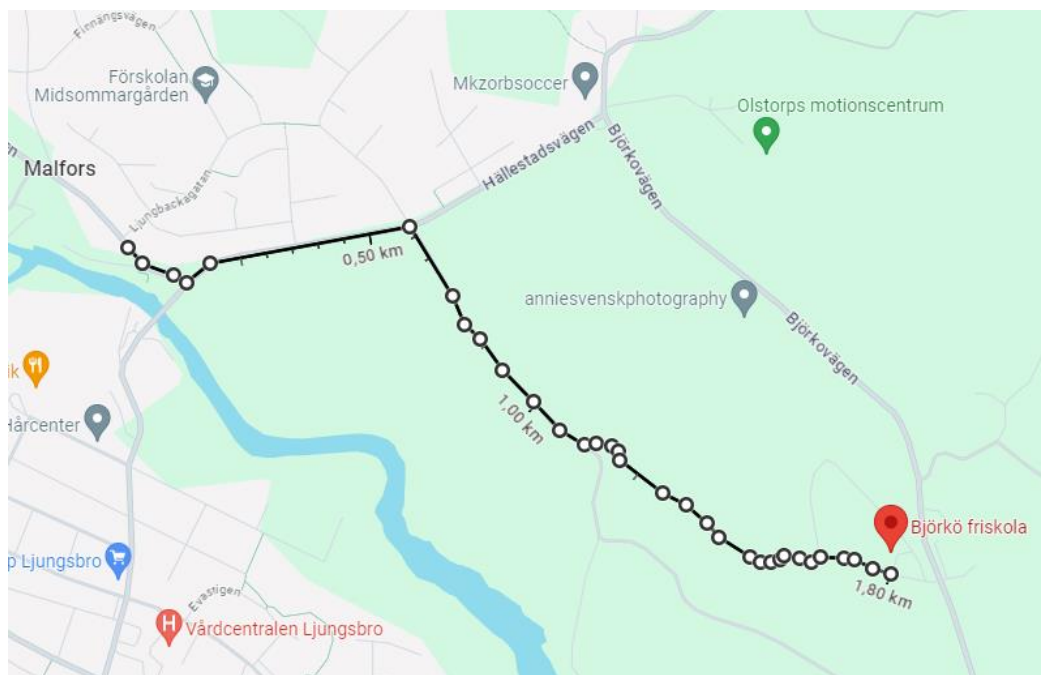 Finnängsvägen
Förskolan
Midsommargården
Mkzorbsoccer
Olstorps motionscentrum
Hällestadsvägen
Björkovägen
Malfors
Ljungbackagatan
0,50 km
anniesvenskphotography
Björkovägen
ik
1,00 km
Hårcenter
Björkö friskola
p Ljungsbro
1,80 km
Evastigen
H
Vårdcentralen Ljungsbro